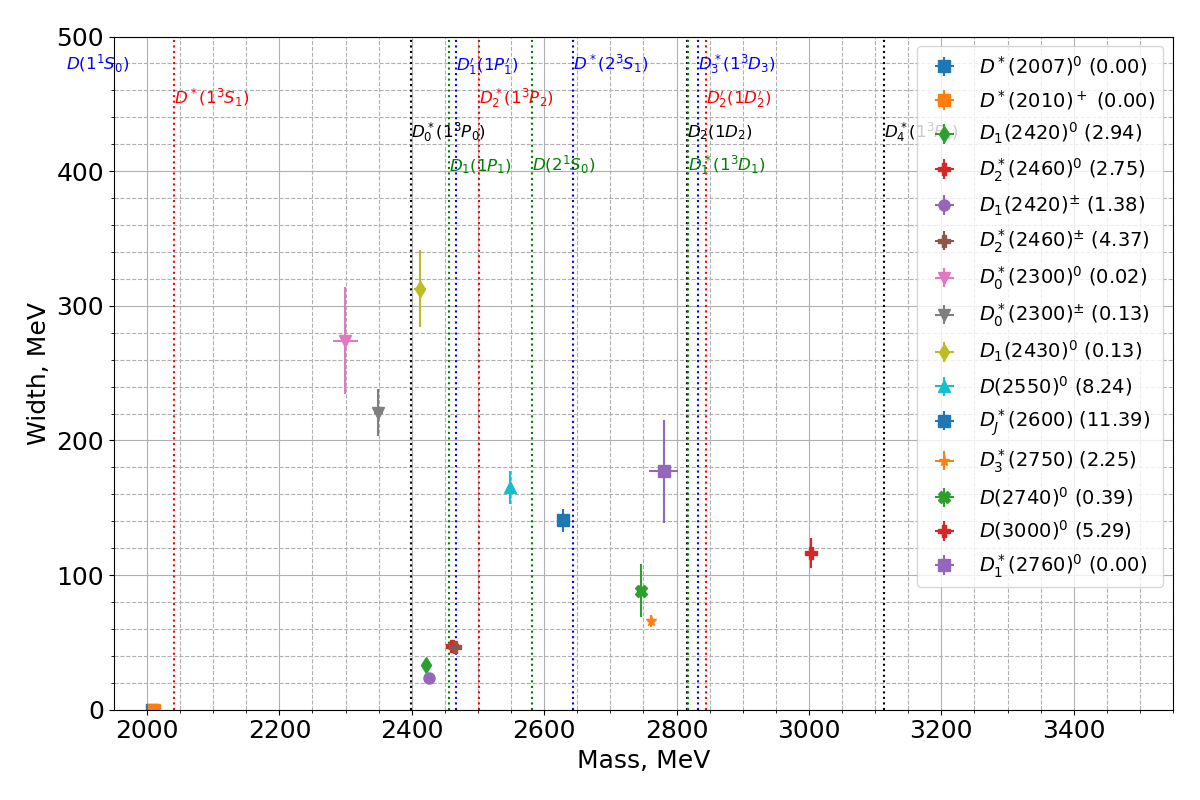 500
400
300
200
100
0
Width, MeV
D(1¹S₀)
D*(1³S₁)
D₀*(1³P₀)
D₁(1P₁)
D₁′(1P₁′)
D₂*(1³P₂)
D(2¹S₀)
D*(2³S₁)
D₂(1D₂)
D₁*(1³D₁)
D₃*(1³D₃)
D₂′(1D₂′)
D₄*(1³
D*(2007)⁰ (0.00)
D*(2010)⁺ (0.00)
D₁(2420)⁰ (2.94)
D₂*(2460)⁰ (2.75)
D₁(2420)± (1.38)
D₂*(2460)± (4.37)
D₀*(2300)⁰ (0.02)
D₀*(2300)± (0.13)
D₁(2430)⁰ (0.13)
D(2550)⁰ (8.24)
D_J*(2600) (11.39)
D₃*(2750) (2.25)
D(2740)⁰ (0.39)
D(3000)⁰ (5.29)
D₁*(2760)⁰ (0.00)
2000 2200 2400 2600 2800 3000 3200 3400
Mass, MeV